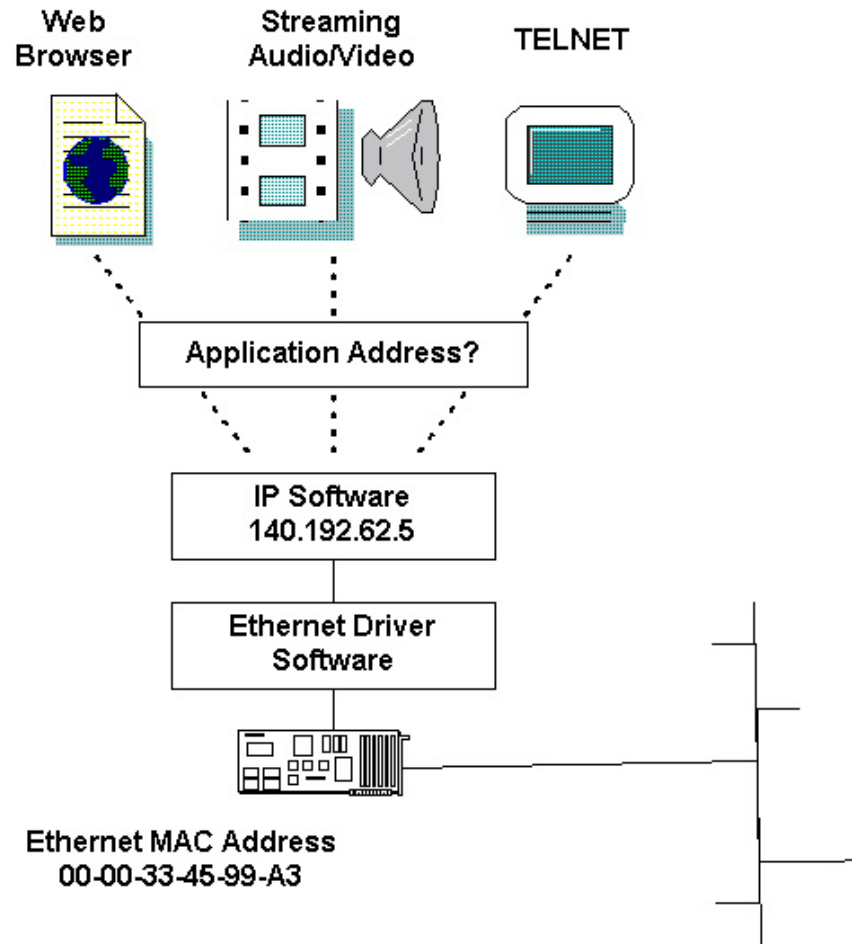 Web
Browser
Streaming
Audio/Video
TELNET
Application Address?
IP Software
140.192.62.5
Ethernet Driver
Software
Ethernet MAC Address
00-00-33-45-99-A3